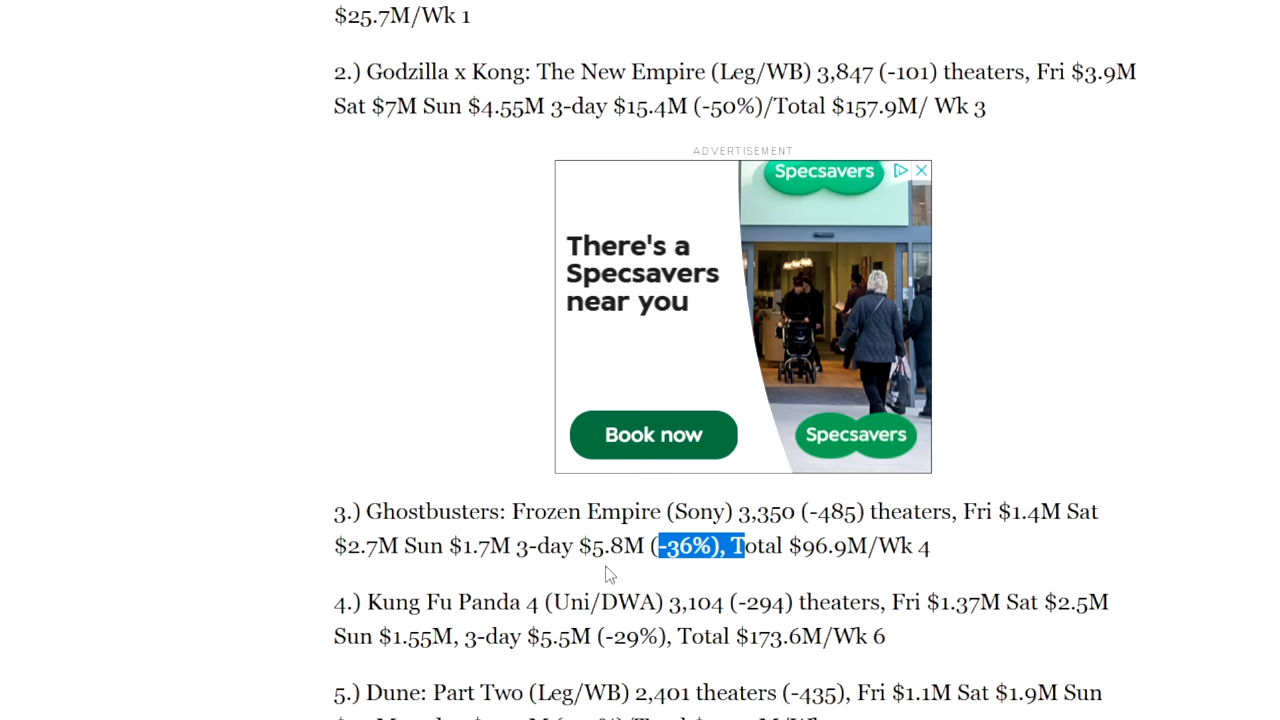 $25.7M/Wk 1
2.) Godzilla x Kong: The New Empire (Leg/WB) 3,847 (-101) theaters, Fri $3.9M
Sat $7M Sun $4.55M 3-day $15.4M (-50%)/Total $157.9M/ Wk 3
ADVERTISEMENT
Specsavers
There's a
Specsavers
near you
Book now
Specsavers
3.) Ghostbusters: Frozen Empire (Sony) 3,350 (-485) theaters, Fri $1.4M Sat
$2.7M Sun $1.7M 3-day $5.8M (-36%), Total $96.9M/Wk 4
4.) Kung Fu Panda 4 (Uni/DWA) 3,104 (-294) theaters, Fri $1.37M Sat $2.5M
Sun $1.55M, 3-day $5.5M (-29%), Total $173.6M/Wk 6
5.) Dune: Part Two (Leg/WB) 2,401 theaters (-435), Fri $1.1M Sat $1.9M Sun